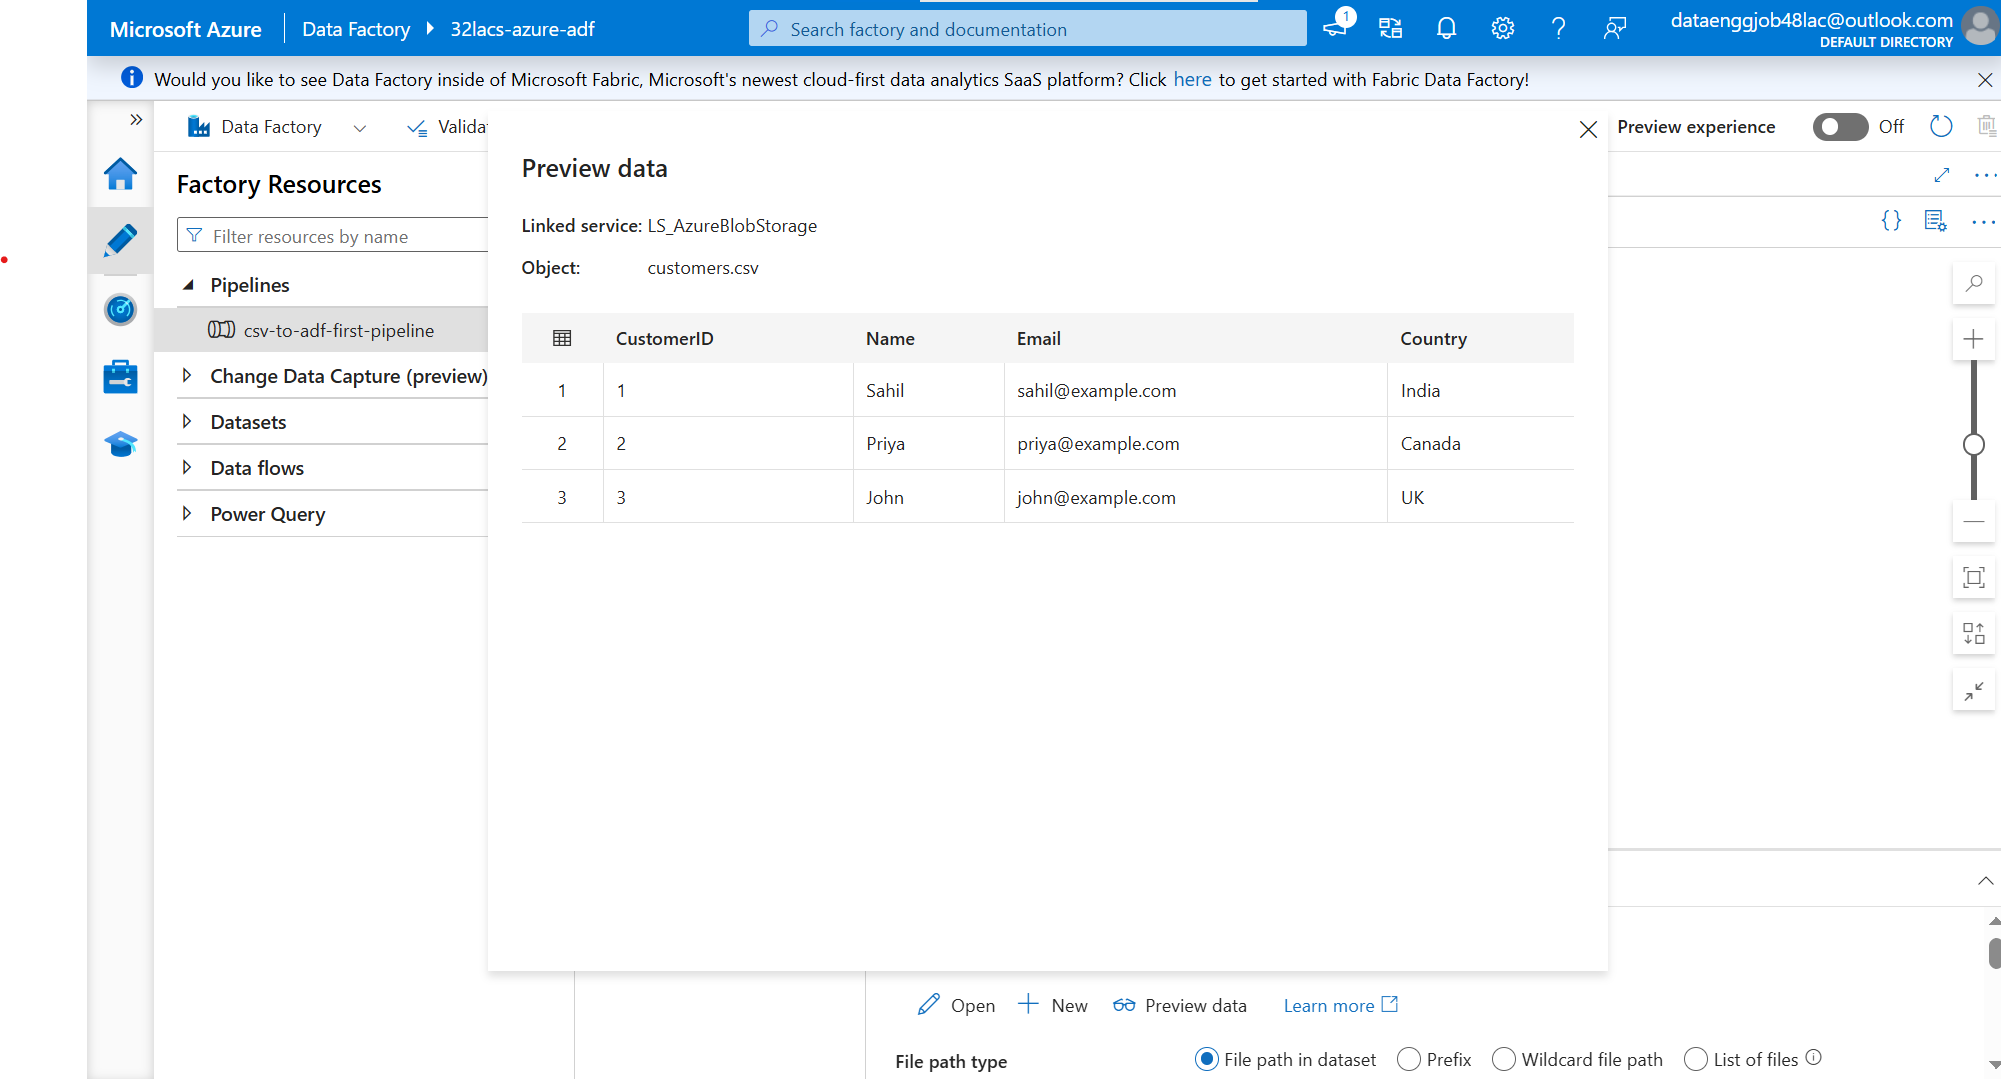 Microsoft Azure Data Factory 32lacs-azure-adf Search factory and documentation 1 dataenggjob48lac@outlook.com
DEFAULT DIRECTORY
Would you like to see Data Factory inside of Microsoft Fabric, Microsoft's newest cloud-first data analytics SaaS platform? Click here to get started with Fabric Data Factory!
Data Factory Valida Preview experience Off
Preview data
Factory Resources
Linked service: LS_AzureBlobStorage
Filter resources by name
Object: customers.csv
Pipelines
csv-to-adf-first-pipeline
Change Data Capture (preview)
Datasets
Data flows
Power Query
CustomerID Name Email Country
1 1 Sahil sahil@example.com India
2 2 Priya priya@example.com Canada
3 3 John john@example.com UK
Open New Preview data Learn more
File path type File path in dataset Prefix Wildcard file path List of files